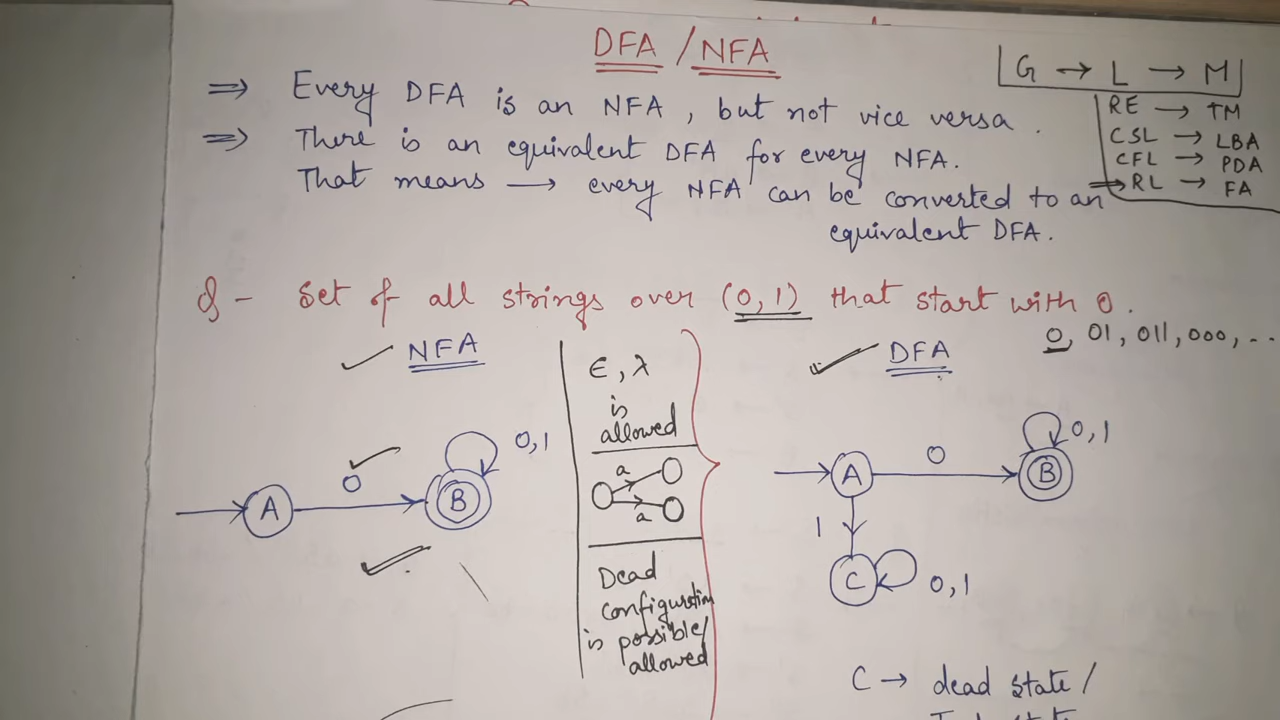 DFA / NFA
⇒ Every DFA is an NFA, but not vice versa.
⇒ There is an equivalent DFA for every NFA.
That means → every NFA can be converted to an
equivalent DFA.
G → L → M
RE → TM
CSL → LBA
CFL → PDA
⇒ RL → FA
Q - Set of all strings over (0,1) that start with 0.
0, 01, 011, 000, ...
✓ NFA
A
0
B
0,1
ϵ, λ
is
allowed
a
a
Dead
configuration
is possible/
allowed
✓ DFA
A
0
B
0,1
1
C
0,1
C → dead state /